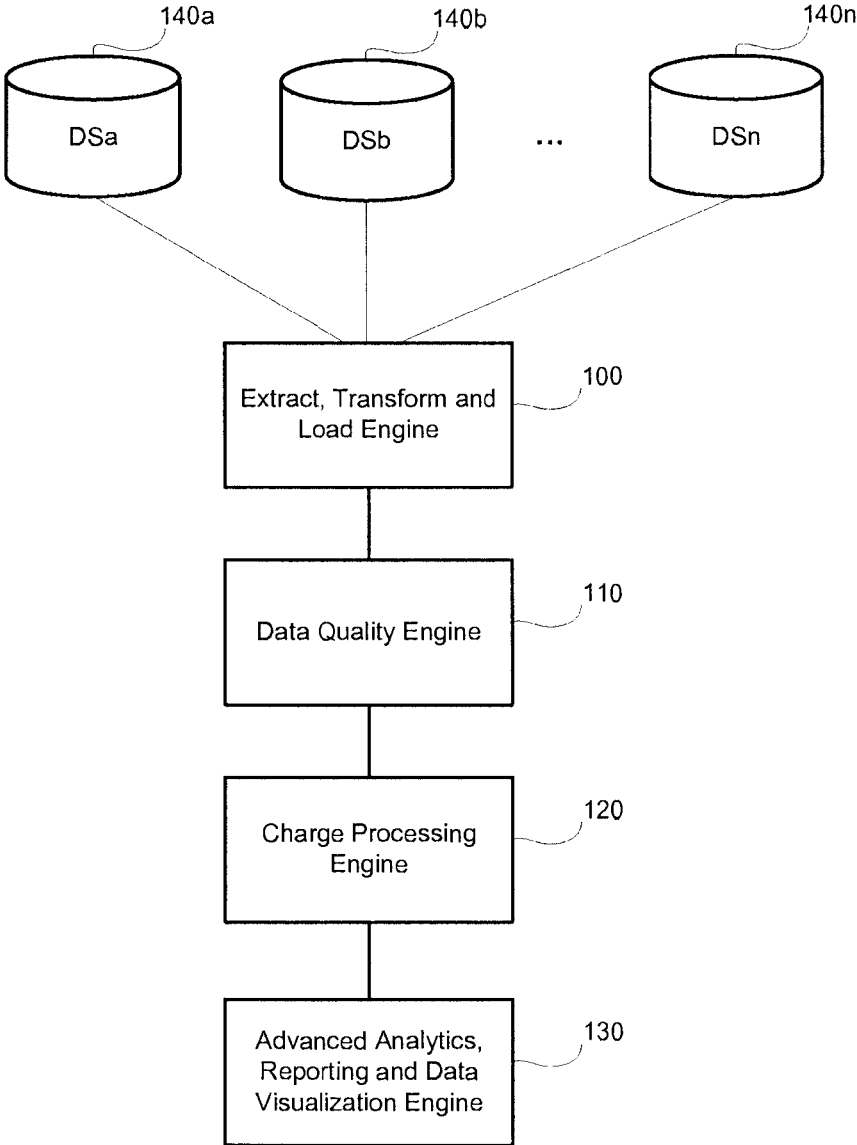 140a
140b
140n
DSa
DSb
...
DSn
Extract, Transform and
Load Engine
100
Data Quality Engine
110
Charge Processing
Engine
120
Advanced Analytics,
Reporting and Data
Visualization Engine
130